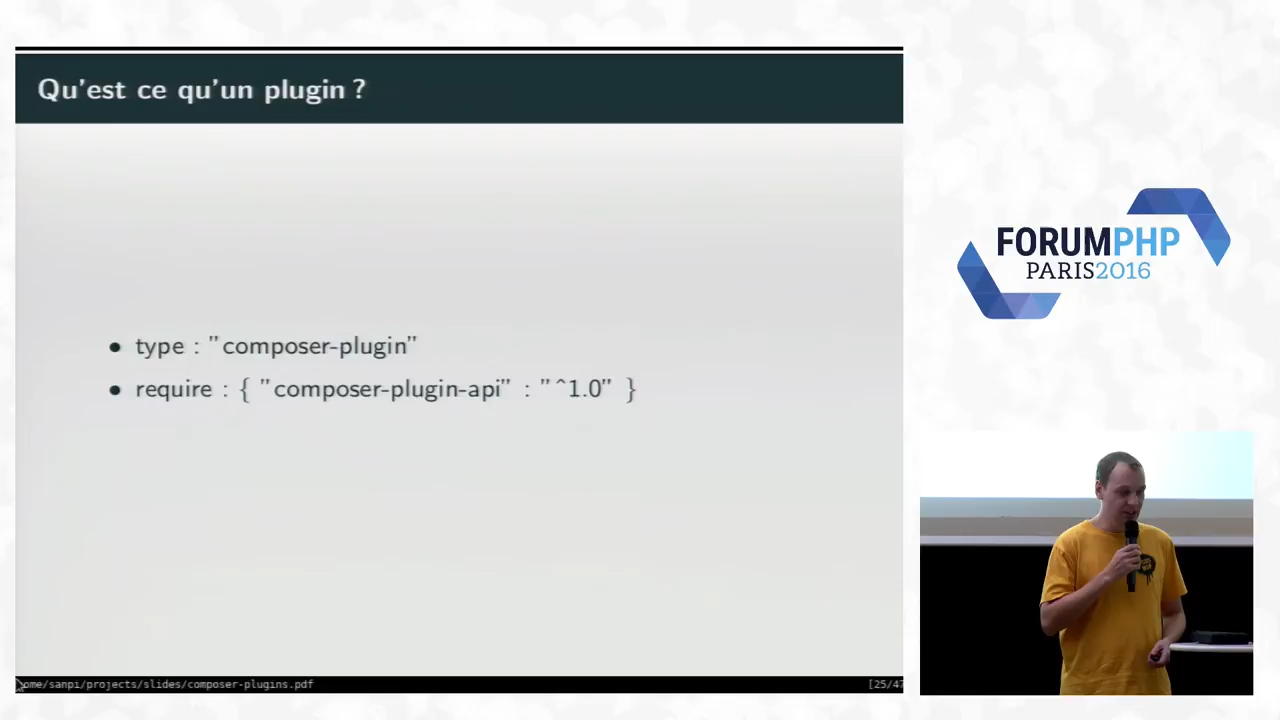 Qu'est ce qu'un plugin ?
• type : "composer-plugin"
• require : { "composer-plugin-api" : "^1.0" }
ome/sanpi/projects/slides/composer-plugins.pdf
[25/47
FORUMPHP
PARIS2016